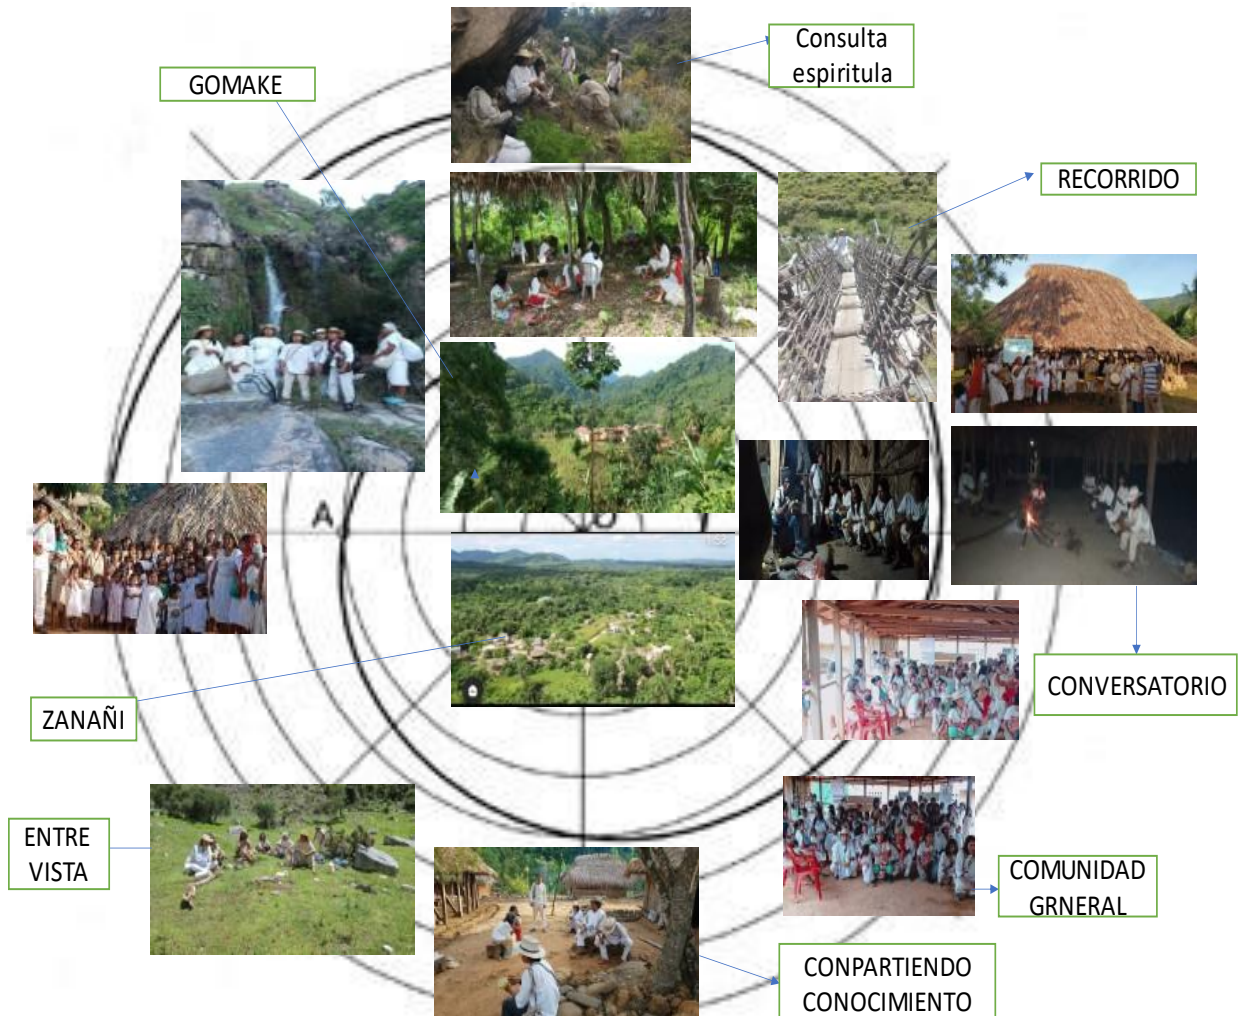 Consulta
espiritula
GOMAKE
RECORRIDO
A
ZANAÑI
CONVERSATORIO
ENTRE
VISTA
COMUNIDAD
GRNERAL
CONPARTIENDO
CONOCIMIENTO